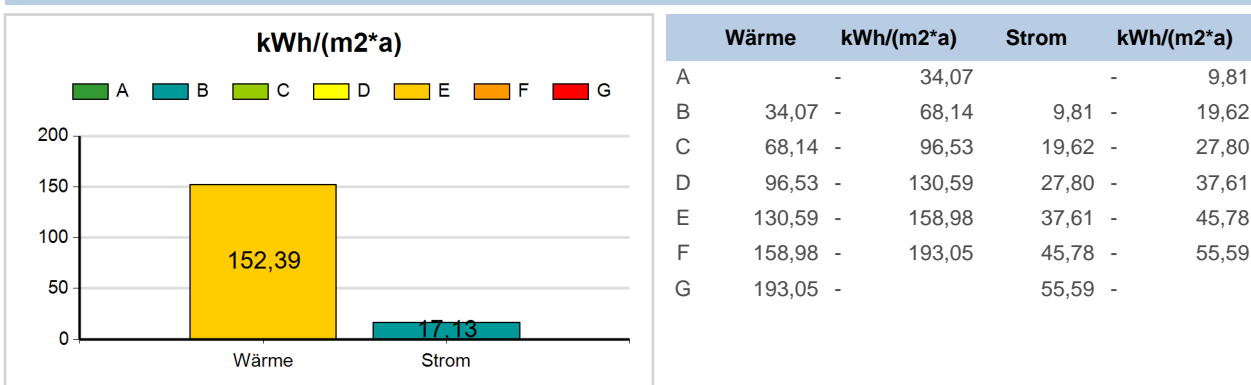 kWh/(m2*a)
A B C D E F G
200
150
100
50
0
152,39
17,13
Wärme Strom
Wärme kWh/(m2*a) Strom kWh/(m2*a)
A - 34,07 - 9,81
B 34,07 - 68,14 9,81 - 19,62
C 68,14 - 96,53 19,62 - 27,80
D 96,53 - 130,59 27,80 - 37,61
E 130,59 - 158,98 37,61 - 45,78
F 158,98 - 193,05 45,78 - 55,59
G 193,05 - 55,59 -